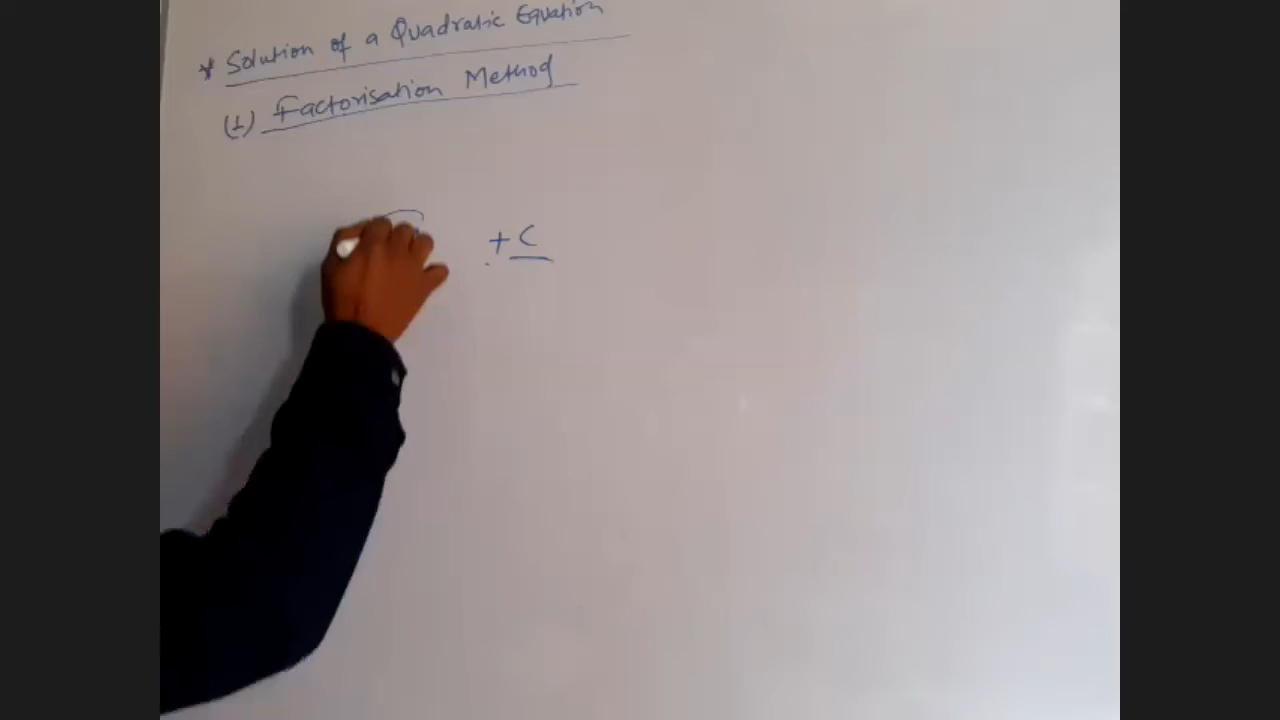 * Solution of a Quadratic Equation
(1) Factorisation Method
+ C